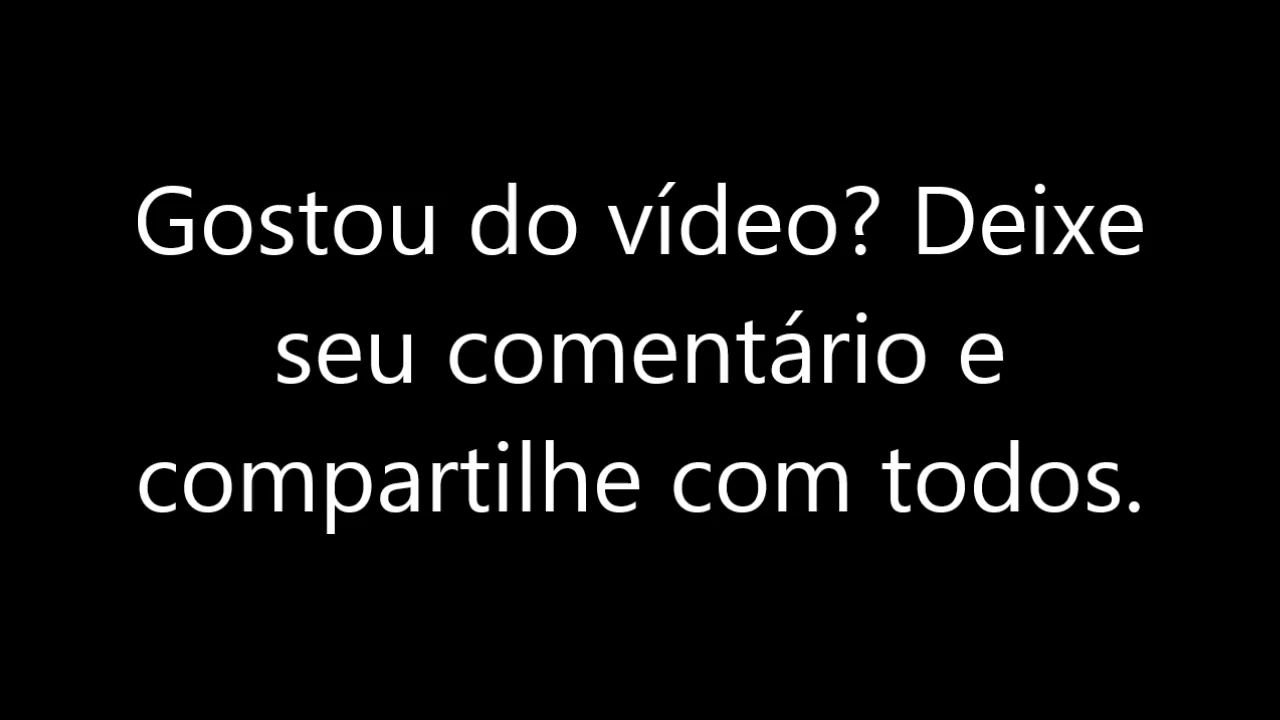 Gostou do vídeo? Deixe
seu comentário e
compartilhe com todos.